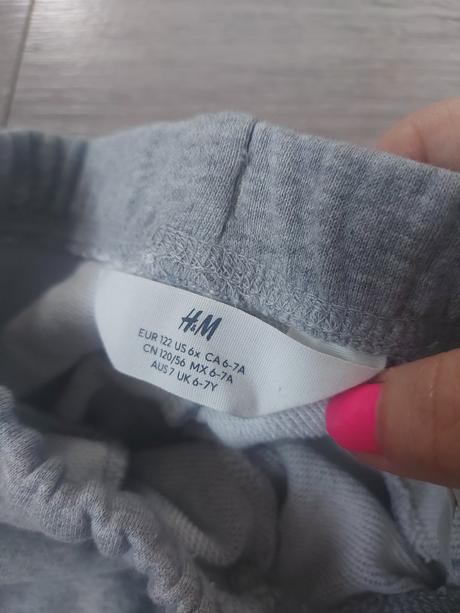 H&M
EUR 122 US 6x CA 6-7A
CN 120/56 MX 6-7A
AUS 7 UK 6-7Y